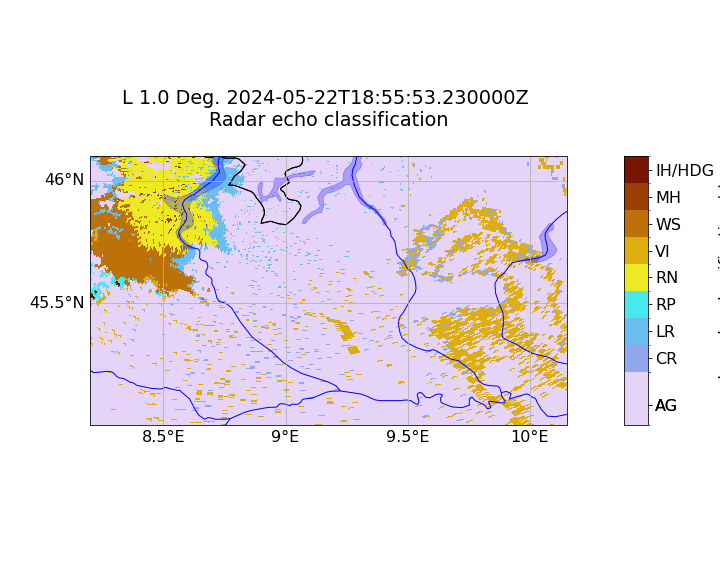 L 1.0 Deg. 2024-05-22T18:55:53.230000Z
Radar echo classification
46°N
45.5°N
8.5°E
9°E
9.5°E
10°E
IH/HDG
MH
WS
VI
RN
RP
LR
CR
AG